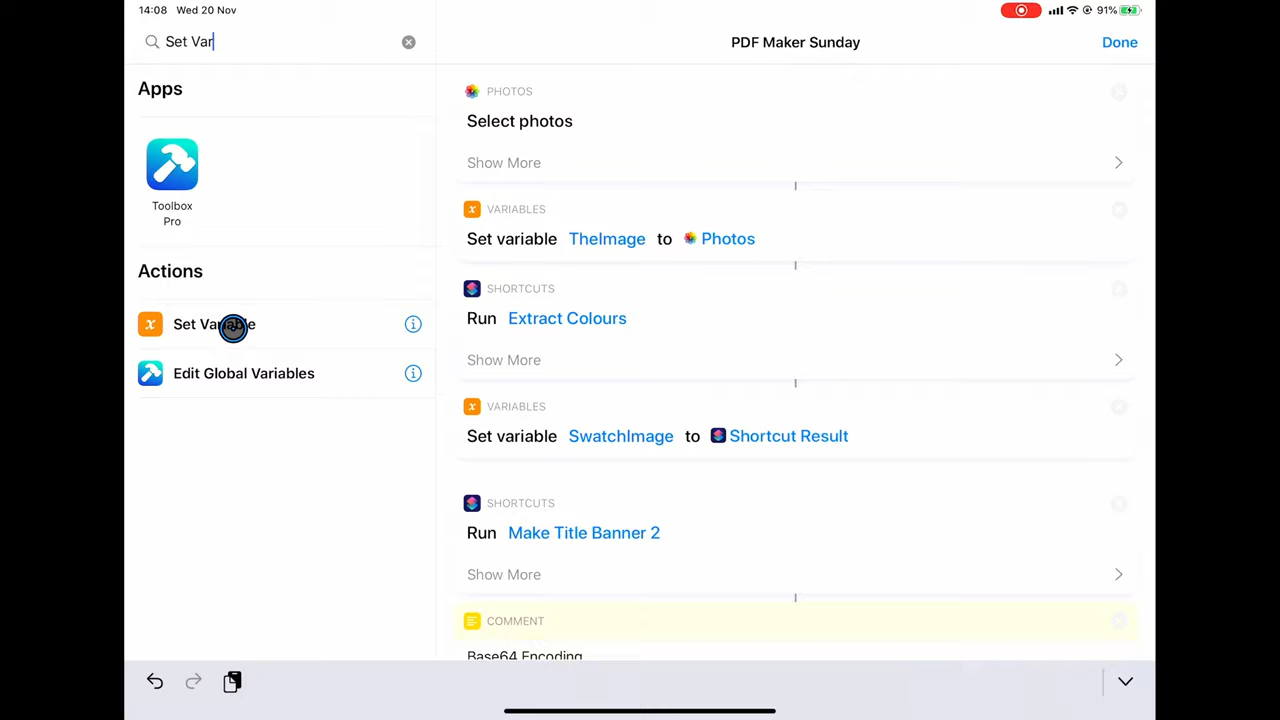 14:08 Wed 20 Nov
91%
Set Var
PDF Maker Sunday
Done
Apps
Toolbox
Pro
Actions
Set Variable
Edit Global Variables
PHOTOS
Select photos
Show More
VARIABLES
Set variable TheImage to Photos
SHORTCUTS
Run Extract Colours
Show More
VARIABLES
Set variable SwatchImage to Shortcut Result
SHORTCUTS
Run Make Title Banner 2
Show More
COMMENT
Base64 Encoding